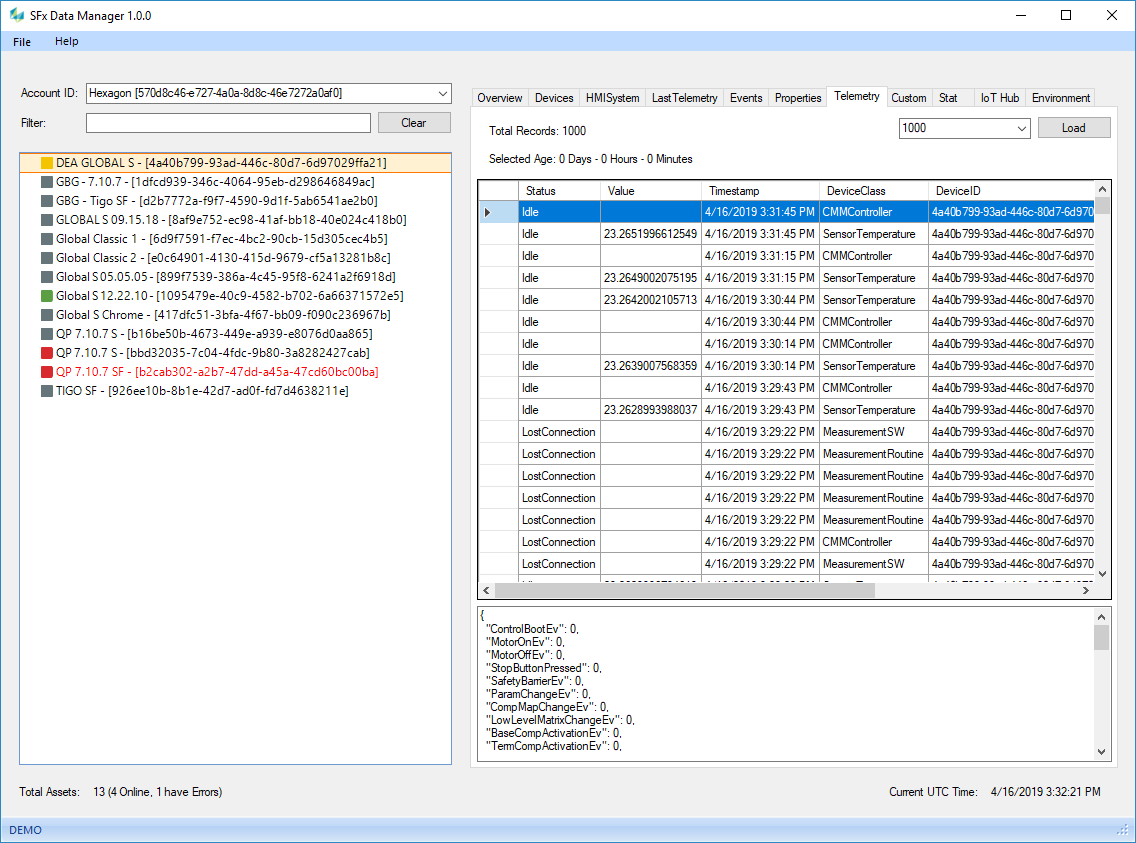 SFx Data Manager 1.0.0
File Help
Account ID: Hexagon [570d8c46-e727-4a0a-8d8c-46e7272a0af0]
Filter: Clear
DEA GLOBAL S - [4a40b799-93ad-446c-80d7-6d97029ffa21]
GBG - 7.10.7 - [1dfcd939-346c-4064-95eb-d298646849ac]
GBG - Tigo SF - [d2b7772a-f9f7-4590-9d1f-5ab6541ae2b0]
GLOBAL S 09.15.18 - [8af9e752-ec98-41af-bb18-40e024c418b0]
Global Classic 1 - [6d9f7591-f7ec-4bc2-90cb-15d305cec4b5]
Global Classic 2 - [e0c64901-4130-415d-9679-cf5a13281b8c]
Global S 05.05.05 - [899f7539-386a-4c45-95f8-6241a2f6918d]
Global S 12.22.10 - [1095479e-40c9-4582-b702-6a66371572e5]
Global S Chrome - [417dfc51-3bfa-4f67-bb09-f090c236967b]
QP 7.10.7 S - [b16be50b-4673-449e-a939-e8076d0aa865]
QP 7.10.7 S - [bbd32035-7c04-4fdc-9b80-3a8282427cab]
QP 7.10.7 SF - [b2cab302-a2b7-47dd-a45a-47cd60bc00ba]
TIGO SF - [926ee10b-8b1e-42d7-ad0f-fd7d4638211e]
Overview Devices HMISystem LastTelemetry Events Properties Telemetry Custom Stat IoT Hub Environment
Total Records: 1000 1000 Load
Selected Age: 0 Days - 0 Hours - 0 Minutes
Status Value Timestamp DeviceClass DeviceID
Idle 4/16/2019 3:31:45 PM CMMController 4a40b799-93ad-446c-80d7-6d970
Idle 23.2651996612549 4/16/2019 3:31:45 PM SensorTemperature 4a40b799-93ad-446c-80d7-6d970
Idle 4/16/2019 3:31:15 PM CMMController 4a40b799-93ad-446c-80d7-6d970
Idle 23.2649002075195 4/16/2019 3:31:15 PM SensorTemperature 4a40b799-93ad-446c-80d7-6d970
Idle 23.2642002105713 4/16/2019 3:30:44 PM SensorTemperature 4a40b799-93ad-446c-80d7-6d970
Idle 4/16/2019 3:30:44 PM CMMController 4a40b799-93ad-446c-80d7-6d970
Idle 4/16/2019 3:30:14 PM CMMController 4a40b799-93ad-446c-80d7-6d970
Idle 23.2639007568359 4/16/2019 3:30:14 PM SensorTemperature 4a40b799-93ad-446c-80d7-6d970
Idle 4/16/2019 3:29:43 PM CMMController 4a40b799-93ad-446c-80d7-6d970
Idle 23.2628993988037 4/16/2019 3:29:43 PM SensorTemperature 4a40b799-93ad-446c-80d7-6d970
LostConnection 4/16/2019 3:29:22 PM MeasurementSW 4a40b799-93ad-446c-80d7-6d970
LostConnection 4/16/2019 3:29:22 PM MeasurementRoutine 4a40b799-93ad-446c-80d7-6d970
LostConnection 4/16/2019 3:29:22 PM MeasurementRoutine 4a40b799-93ad-446c-80d7-6d970
LostConnection 4/16/2019 3:29:22 PM MeasurementRoutine 4a40b799-93ad-446c-80d7-6d970
LostConnection 4/16/2019 3:29:22 PM MeasurementRoutine 4a40b799-93ad-446c-80d7-6d970
LostConnection 4/16/2019 3:29:22 PM CMMController 4a40b799-93ad-446c-80d7-6d970
LostConnection 4/16/2019 3:29:22 PM MeasurementSW 4a40b799-93ad-446c-80d7-6d970
{
"ControlBootEv": 0,
"MotorOnEv": 0,
"MotorOffEv": 0,
"StopButtonPressed": 0,
"SafetyBarrierEv": 0,
"ParamChangeEv": 0,
"CompMapChangeEv": 0,
"LowLevelMatrixChangeEv": 0,
"BaseCompActivationEv": 0,
"TermCompActivationEv": 0,
Total Assets: 13 (4 Online, 1 have Errors)
Current UTC Time: 4/16/2019 3:32:21 PM
DEMO